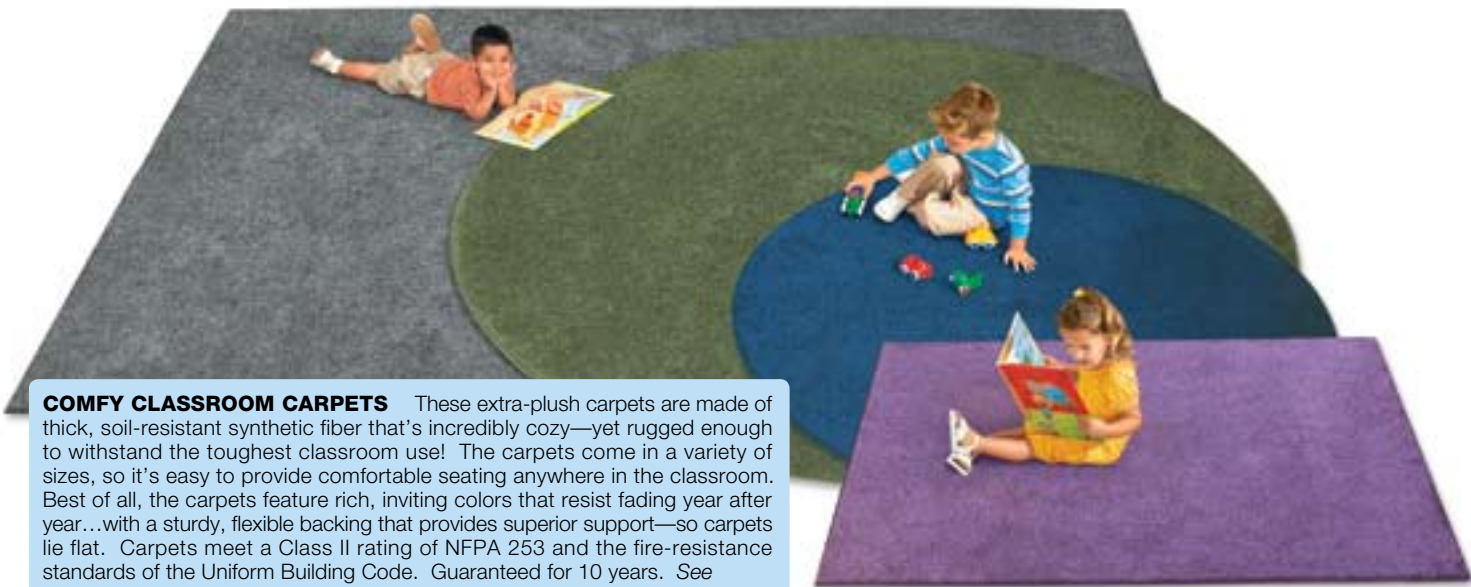 COMFY CLASSROOM CARPETS These extra-plush carpets are made of
thick, soil-resistant synthetic fiber that's incredibly cozy—yet rugged enough
to withstand the toughest classroom use! The carpets come in a variety of
sizes, so it's easy to provide comfortable seating anywhere in the classroom.
Best of all, the carpets feature rich, inviting colors that resist fading year after
year…with a sturdy, flexible backing that provides superior support—so carpets
lie flat. Carpets meet a Class II rating of NFPA 253 and the fire-resistance
standards of the Uniform Building Code. Guaranteed for 10 years. See